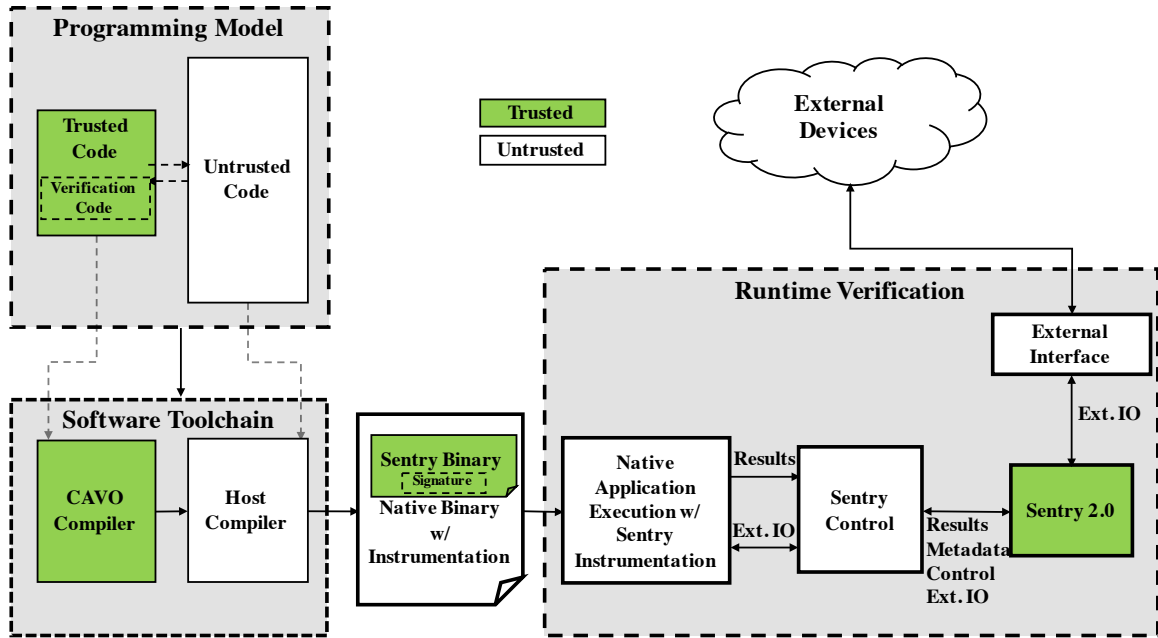 Programming Model
Trusted
Code
Verification
Code
Untrusted
Code
Trusted
Untrusted
External
Devices
Software Toolchain
CAVO
Compiler
Host
Compiler
Sentry Binary
Signature
Native Binary
w/
Instrumentation
Runtime Verification
External
Interface
Ext. IO
Native
Application
Execution w/
Sentry
Instrumentation
Results
Ext. IO
Sentry
Control
Results
Metadata
Control
Ext. IO
Sentry 2.0